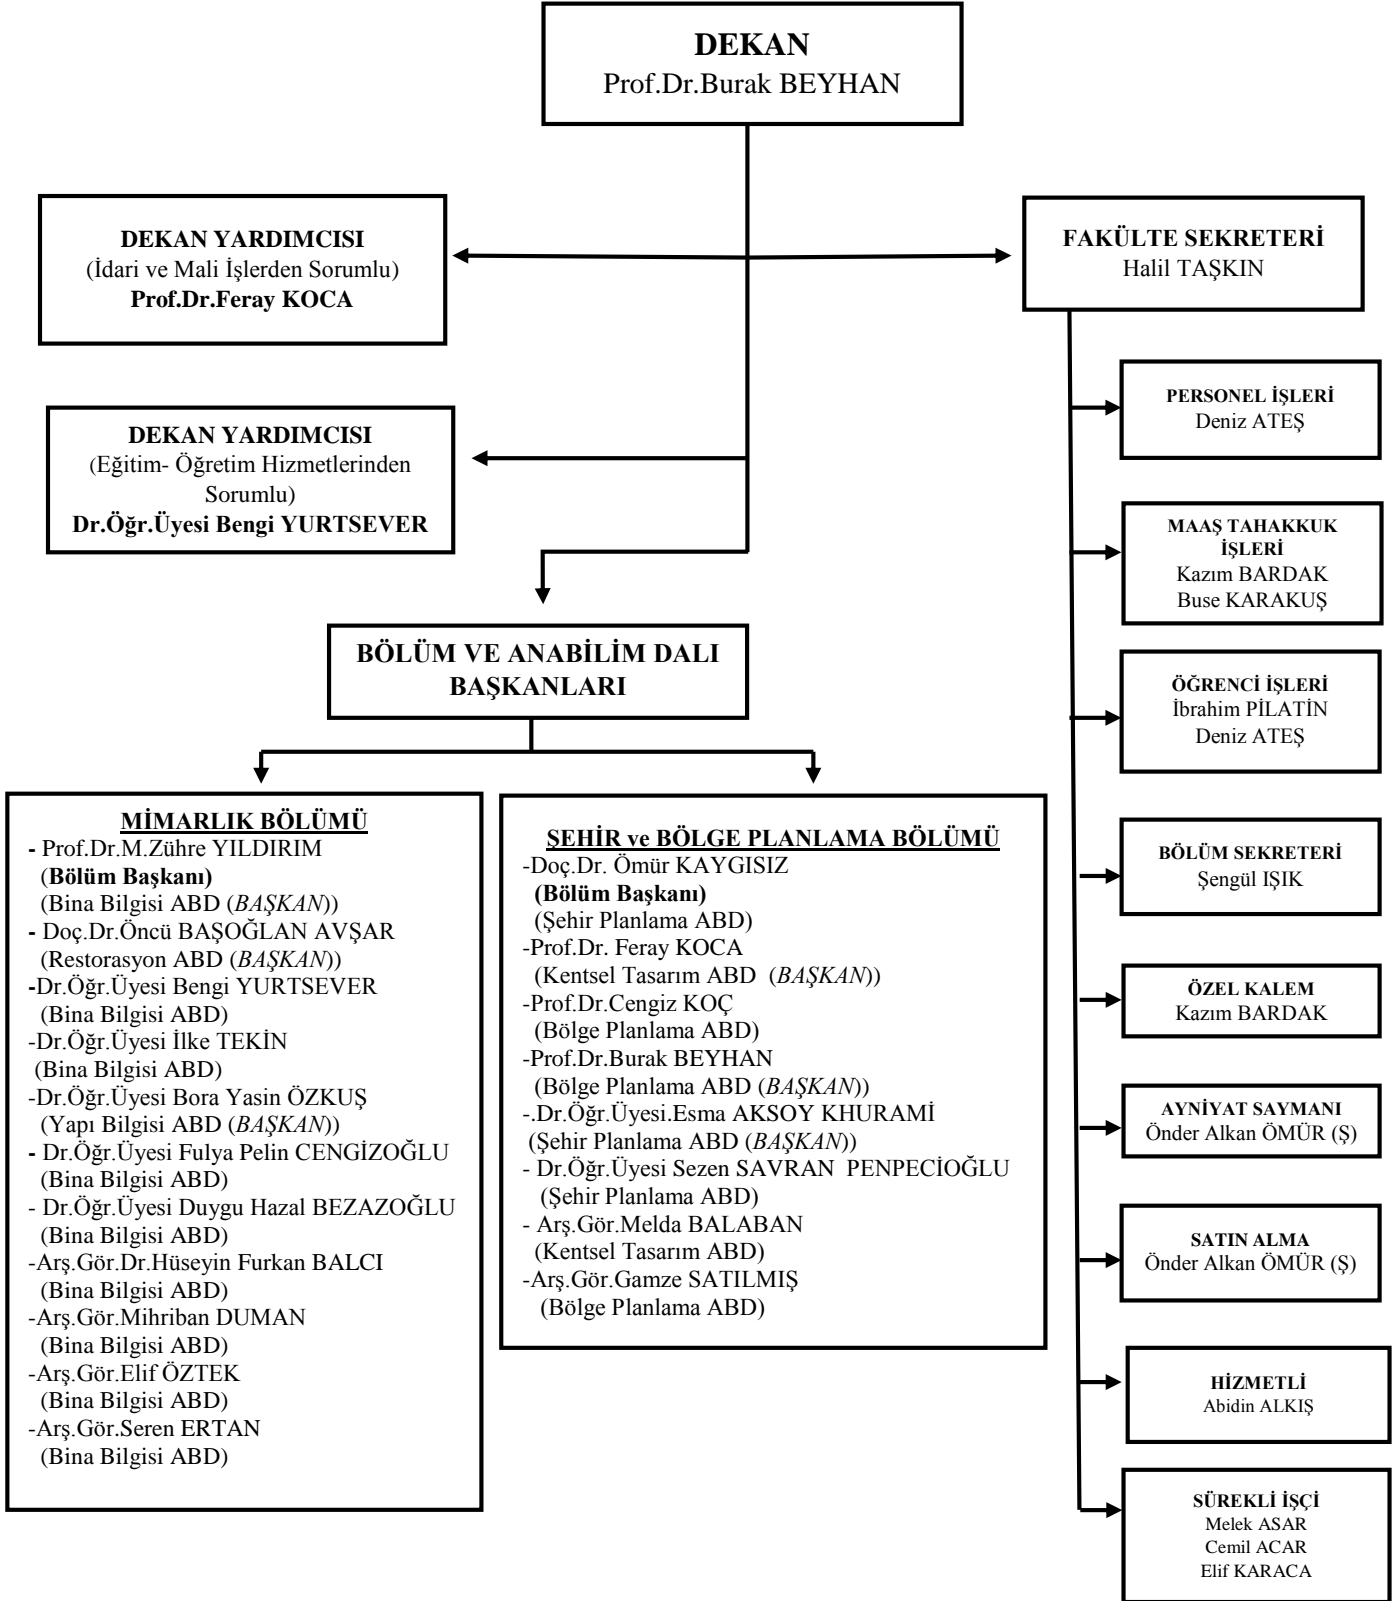 DEKAN
Prof.Dr.Burak BEYHAN
DEKAN YARDIMCISI
(İdari ve Mali İşlerden Sorumlu)
Prof.Dr.Feray KOCA
FAKÜLTE SEKRETERİ
Halil TAŞKIN
DEKAN YARDIMCISI
(Eğitim- Öğretim Hizmetlerinden
Sorumlu)
Dr.Öğr.Üyesi Bengi YURTSEVER
BÖLÜM VE ANABİLİM DALI
BAŞKANLARI
MİMARLIK BÖLÜMÜ
- Prof.Dr.M.Zühre YILDIRIM
(Bölüm Başkanı)
(Bina Bilgisi ABD (BAŞKAN))
- Doç.Dr.Öncü BAŞOĞLAN AVŞAR
(Restorasyon ABD (BAŞKAN))
-Dr.Öğr.Üyesi Bengi YURTSEVER
(Bina Bilgisi ABD)
-Dr.Öğr.Üyesi İlke TEKİN
(Bina Bilgisi ABD)
-Dr.Öğr.Üyesi Bora Yasin ÖZKUŞ
(Yapı Bilgisi ABD (BAŞKAN))
- Dr.Öğr.Üyesi Fulya Pelin CENGİZOĞLU
(Bina Bilgisi ABD)
- Dr.Öğr.Üyesi Duygu Hazal BEZAZOĞLU
(Bina Bilgisi ABD)
-Arş.Gör.Dr.Hüseyin Furkan BALCI
(Bina Bilgisi ABD)
-Arş.Gör.Mihriban DUMAN
(Bina Bilgisi ABD)
-Arş.Gör.Elif ÖZTEK
(Bina Bilgisi ABD)
-Arş.Gör.Seren ERTAN
(Bina Bilgisi ABD)
ŞEHİR ve BÖLGE PLANLAMA BÖLÜMÜ
-Doç.Dr. Ömür KAYGISIZ
(Bölüm Başkanı)
(Şehir Planlama ABD)
-Prof.Dr. Feray KOCA
(Kentsel Tasarım ABD (BAŞKAN))
-Prof.Dr.Cengiz KOÇ
(Bölge Planlama ABD)
-Prof.Dr.Burak BEYHAN
(Bölge Planlama ABD (BAŞKAN))
-.Dr.Öğr.Üyesi.Esma AKSOY KHURAMİ
(Şehir Planlama ABD (BAŞKAN))
- Dr.Öğr.Üyesi Sezen SAVRAN PENPECİOĞLU
(Şehir Planlama ABD)
- Arş.Gör.Melda BALABAN
(Kentsel Tasarım ABD)
-Arş.Gör.Gamze SATILMIŞ
(Bölge Planlama ABD)
PERSONEL İŞLERİ
Deniz ATEŞ
MAAŞ TAHAKKUK
İŞLERİ
Kazım BARDAK
Buse KARAKUŞ
ÖĞRENCİ İŞLERİ
İbrahim PİLATİN
Deniz ATEŞ
BÖLÜM SEKRETERİ
Şengül IŞIK
ÖZEL KALEM
Kazım BARDAK
AYNİYAT SAYMANI
Önder Alkan ÖMÜR (Ş)
SATIN ALMA
Önder Alkan ÖMÜR (Ş)
HİZMETLİ
Abidin ALKIŞ
SÜREKLİ İŞÇİ
Melek ASAR
Cemil ACAR
Elif KARACA